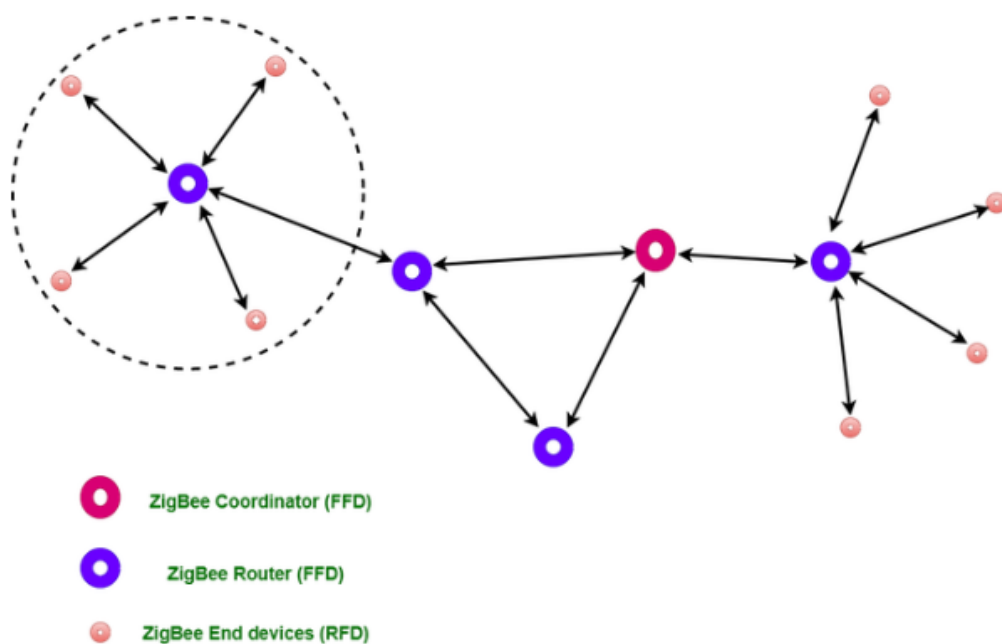 ZigBee Coordinator (FFD)
ZigBee Router (FFD)
ZigBee End devices (RFD)